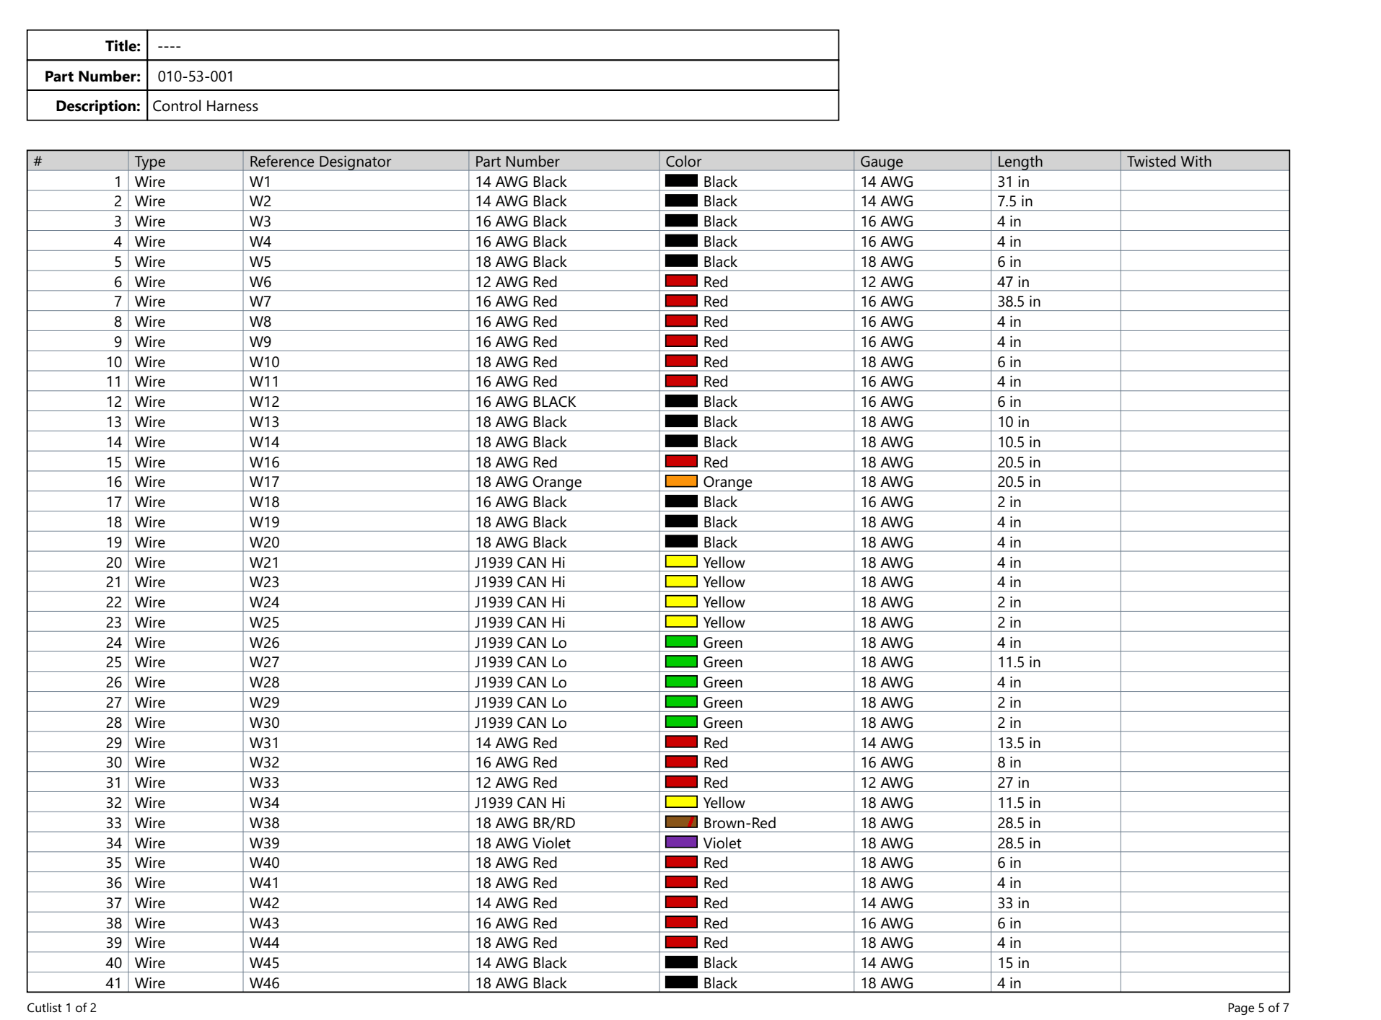 Title: ----
Part Number: 010-53-001
Description: Control Harness
# Type Reference Designator Part Number Color Gauge Length Twisted With
1 Wire W1 14 AWG Black Black 14 AWG 31 in
2 Wire W2 14 AWG Black Black 14 AWG 7.5 in
3 Wire W3 16 AWG Black Black 16 AWG 4 in
4 Wire W4 16 AWG Black Black 16 AWG 4 in
5 Wire W5 18 AWG Black Black 18 AWG 6 in
6 Wire W6 12 AWG Red Red 12 AWG 47 in
7 Wire W7 16 AWG Red Red 16 AWG 38.5 in
8 Wire W8 16 AWG Red Red 16 AWG 4 in
9 Wire W9 16 AWG Red Red 16 AWG 4 in
10 Wire W10 18 AWG Red Red 18 AWG 6 in
11 Wire W11 16 AWG Red Red 16 AWG 4 in
12 Wire W12 16 AWG BLACK Black 16 AWG 6 in
13 Wire W13 18 AWG Black Black 18 AWG 10 in
14 Wire W14 18 AWG Black Black 18 AWG 10.5 in
15 Wire W16 18 AWG Red Red 18 AWG 20.5 in
16 Wire W17 18 AWG Orange Orange 18 AWG 20.5 in
17 Wire W18 16 AWG Black Black 16 AWG 2 in
18 Wire W19 18 AWG Black Black 18 AWG 4 in
19 Wire W20 18 AWG Black Black 18 AWG 4 in
20 Wire W21 J1939 CAN Hi Yellow 18 AWG 4 in
21 Wire W23 J1939 CAN Hi Yellow 18 AWG 4 in
22 Wire W24 J1939 CAN Hi Yellow 18 AWG 2 in
23 Wire W25 J1939 CAN Hi Yellow 18 AWG 2 in
24 Wire W26 J1939 CAN Lo Green 18 AWG 4 in
25 Wire W27 J1939 CAN Lo Green 18 AWG 11.5 in
26 Wire W28 J1939 CAN Lo Green 18 AWG 4 in
27 Wire W29 J1939 CAN Lo Green 18 AWG 2 in
28 Wire W30 J1939 CAN Lo Green 18 AWG 2 in
29 Wire W31 14 AWG Red Red 14 AWG 13.5 in
30 Wire W32 16 AWG Red Red 16 AWG 8 in
31 Wire W33 12 AWG Red Red 12 AWG 27 in
32 Wire W34 J1939 CAN Hi Yellow 18 AWG 11.5 in
33 Wire W38 18 AWG BR/RD Brown-Red 18 AWG 28.5 in
34 Wire W39 18 AWG Violet Violet 18 AWG 28.5 in
35 Wire W40 18 AWG Red Red 18 AWG 6 in
36 Wire W41 18 AWG Red Red 18 AWG 4 in
37 Wire W42 14 AWG Red Red 14 AWG 33 in
38 Wire W43 16 AWG Red Red 16 AWG 6 in
39 Wire W44 18 AWG Red Red 18 AWG 4 in
40 Wire W45 14 AWG Black Black 14 AWG 15 in
41 Wire W46 18 AWG Black Black 18 AWG 4 in
Cutlist 1 of 2 Page 5 of 7